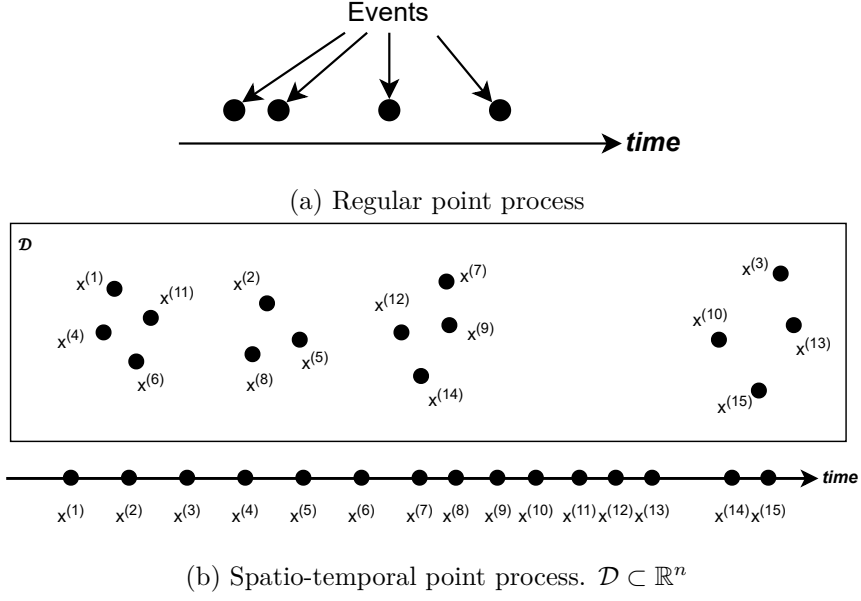 Events
time
(a) Regular point process
𝒟
x^(1) x^(11) x^(2) x^(12) x^(7) x^(3)
x^(4) x^(6) x^(8) x^(5) x^(9) x^(14) x^(10) x^(13) x^(15)
time
x^(1) x^(2) x^(3) x^(4) x^(5) x^(6) x^(7) x^(8) x^(9) x^(10) x^(11) x^(12) x^(13) x^(14) x^(15)
(b) Spatio-temporal point process. 𝒟 ⊂ ℝ^n